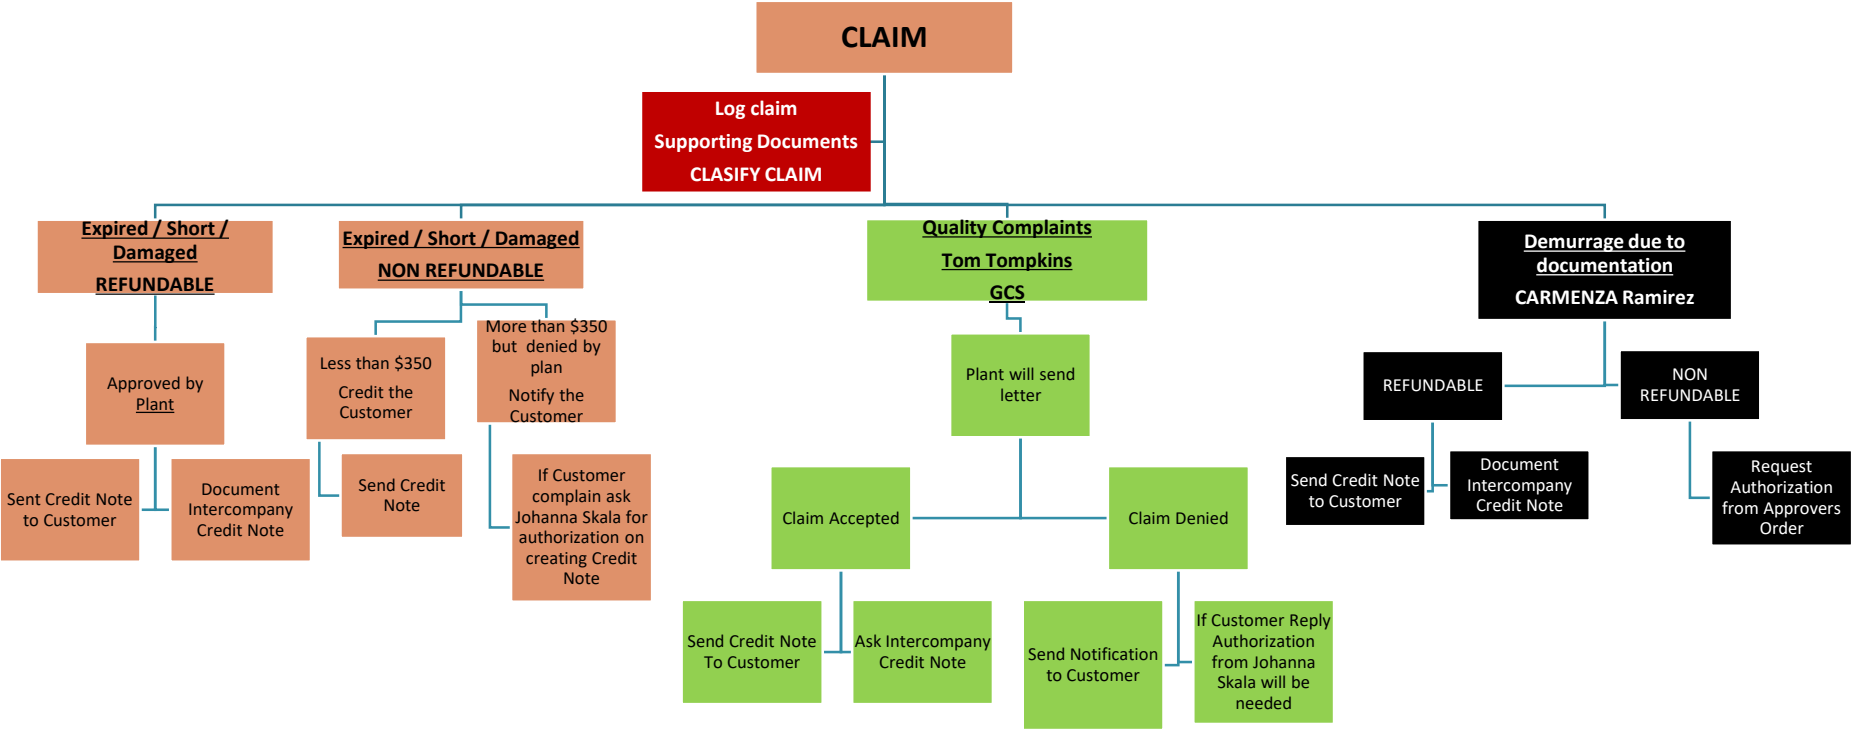 CLAIM
Log claim
Supporting Documents
CLASIFY CLAIM
Expired / Short /
Damaged
REFUNDABLE
Expired / Short / Damaged
NON REFUNDABLE
Quality Complaints
Tom Tompkins
GCS
Demurrage due to
documentation
CARMENZA Ramirez
Approved by
Plant
Less than $350
Credit the
Customer
More than $350
but  denied by
plan
Notify the
Customer
Plant will send
letter
REFUNDABLE
NON
REFUNDABLE
Sent Credit Note
to Customer
Document
Intercompany
Credit Note
Send Credit
Note
If Customer
complain ask
Johanna Skala for
authorization on
creating Credit
Note
Claim Accepted
Claim Denied
Send Credit Note
to Customer
Document
Intercompany
Credit Note
Request
Authorization
from Approvers
Order
Send Credit Note
To Customer
Ask Intercompany
Credit Note
Send Notification
to Customer
If Customer Reply
Authorization
from Johanna
Skala will be
needed